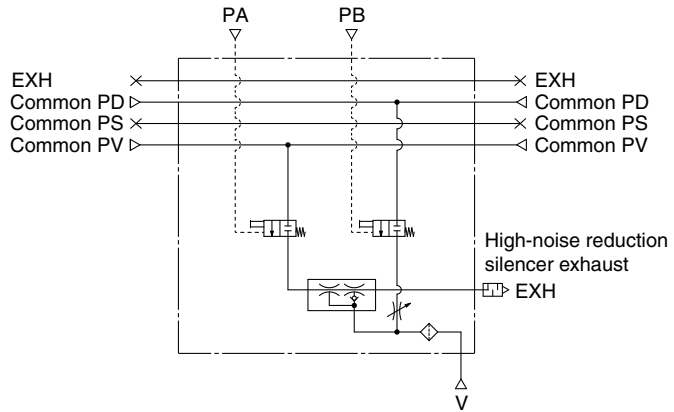 PA PB
EXH EXH
Common PD Common PD
Common PS Common PS
Common PV Common PV
High-noise reduction
silencer exhaust
EXH
V